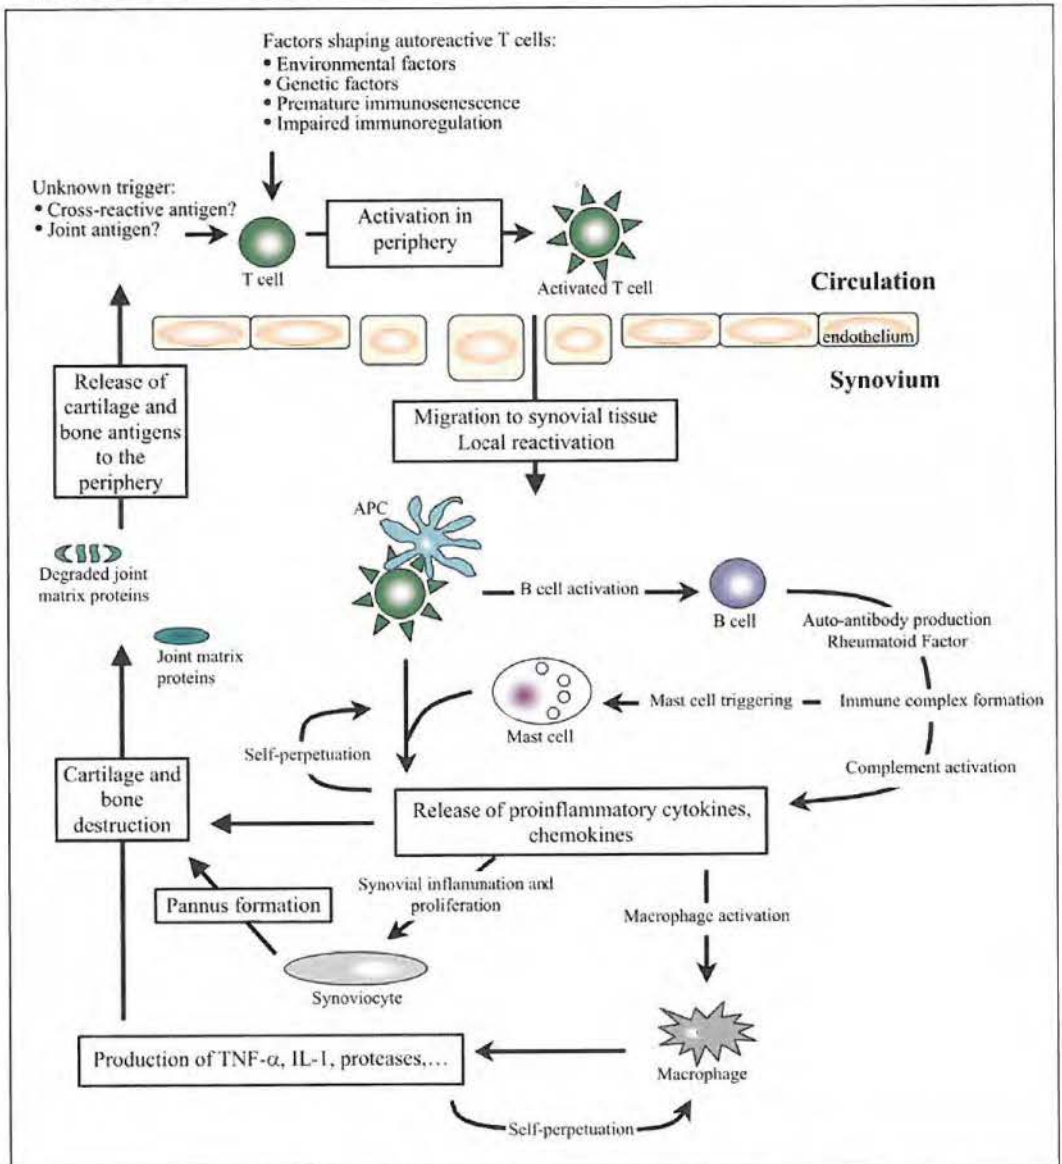 Factors shaping autoreactive T cells:
• Environmental factors
• Genetic factors
• Premature immunosenescence
• Impaired immunoregulation
Unknown trigger:
• Cross-reactive antigen?
• Joint antigen?
T cell
Activation in
periphery
Activated T cell
Circulation
endothelium
Synovium
Release of
cartilage and
bone antigens
to the
periphery
Migration to synovial tissue
Local reactivation
APC
Degraded joint
matrix proteins
B cell activation
B cell
Auto-antibody production
Rheumatoid Factor
Joint matrix
proteins
Mast cell
Mast cell triggering
Immune complex formation
Self-perpetuation
Complement activation
Cartilage and
bone
destruction
Release of proinflammatory cytokines,
chemokines
Pannus formation
Synovial inflammation and
proliferation
Macrophage activation
Synoviocyte
Production of TNF-α, IL-1, proteases,…
Macrophage
Self-perpetuation